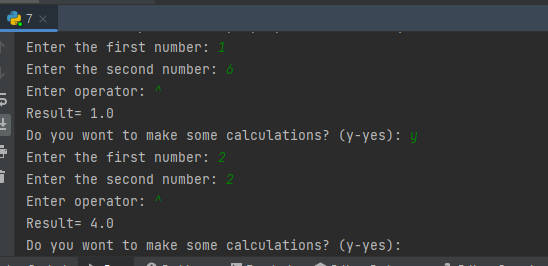 7 ×
Enter the first number: 1
Enter the second number: 6
Enter operator: ^
Result= 1.0
Do you wont to make some calculations? (y-yes): y
Enter the first number: 2
Enter the second number: 2
Enter operator: ^
Result= 4.0
Do you wont to make some calculations? (y-yes):